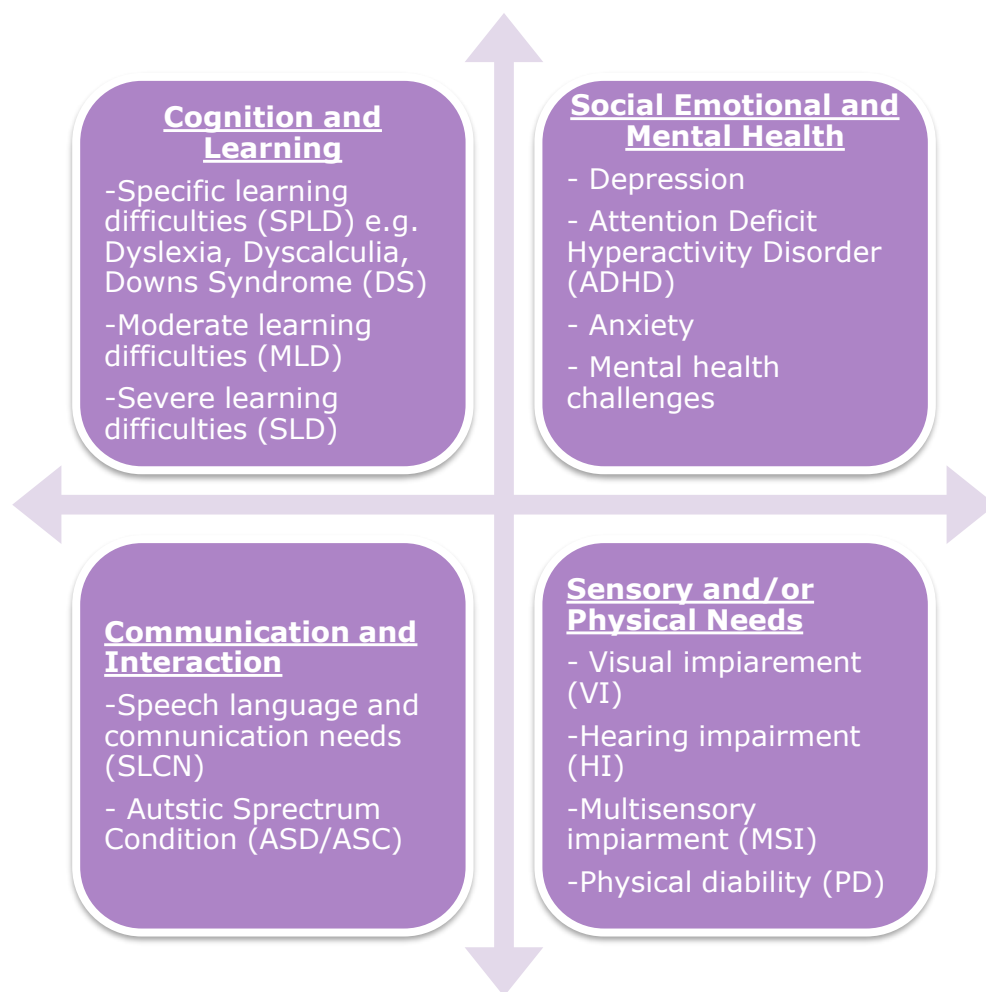 Cognition and
Learning
-Specific learning
difficulties (SPLD) e.g.
Dyslexia, Dyscalculia,
Downs Syndrome (DS)
-Moderate learning
difficulties (MLD)
-Severe learning
difficulties (SLD)
Social Emotional and
Mental Health
- Depression
- Attention Deficit
Hyperactivity Disorder
(ADHD)
- Anxiety
- Mental health
challenges
Communication and
Interaction
-Speech language and
comnunication needs
(SLCN)
- Autstic Sprectrum
Condition (ASD/ASC)
Sensory and/or
Physical Needs
- Visual impiarement
(VI)
-Hearing impairment
(HI)
-Multisensory
impiarment (MSI)
-Physical diability (PD)